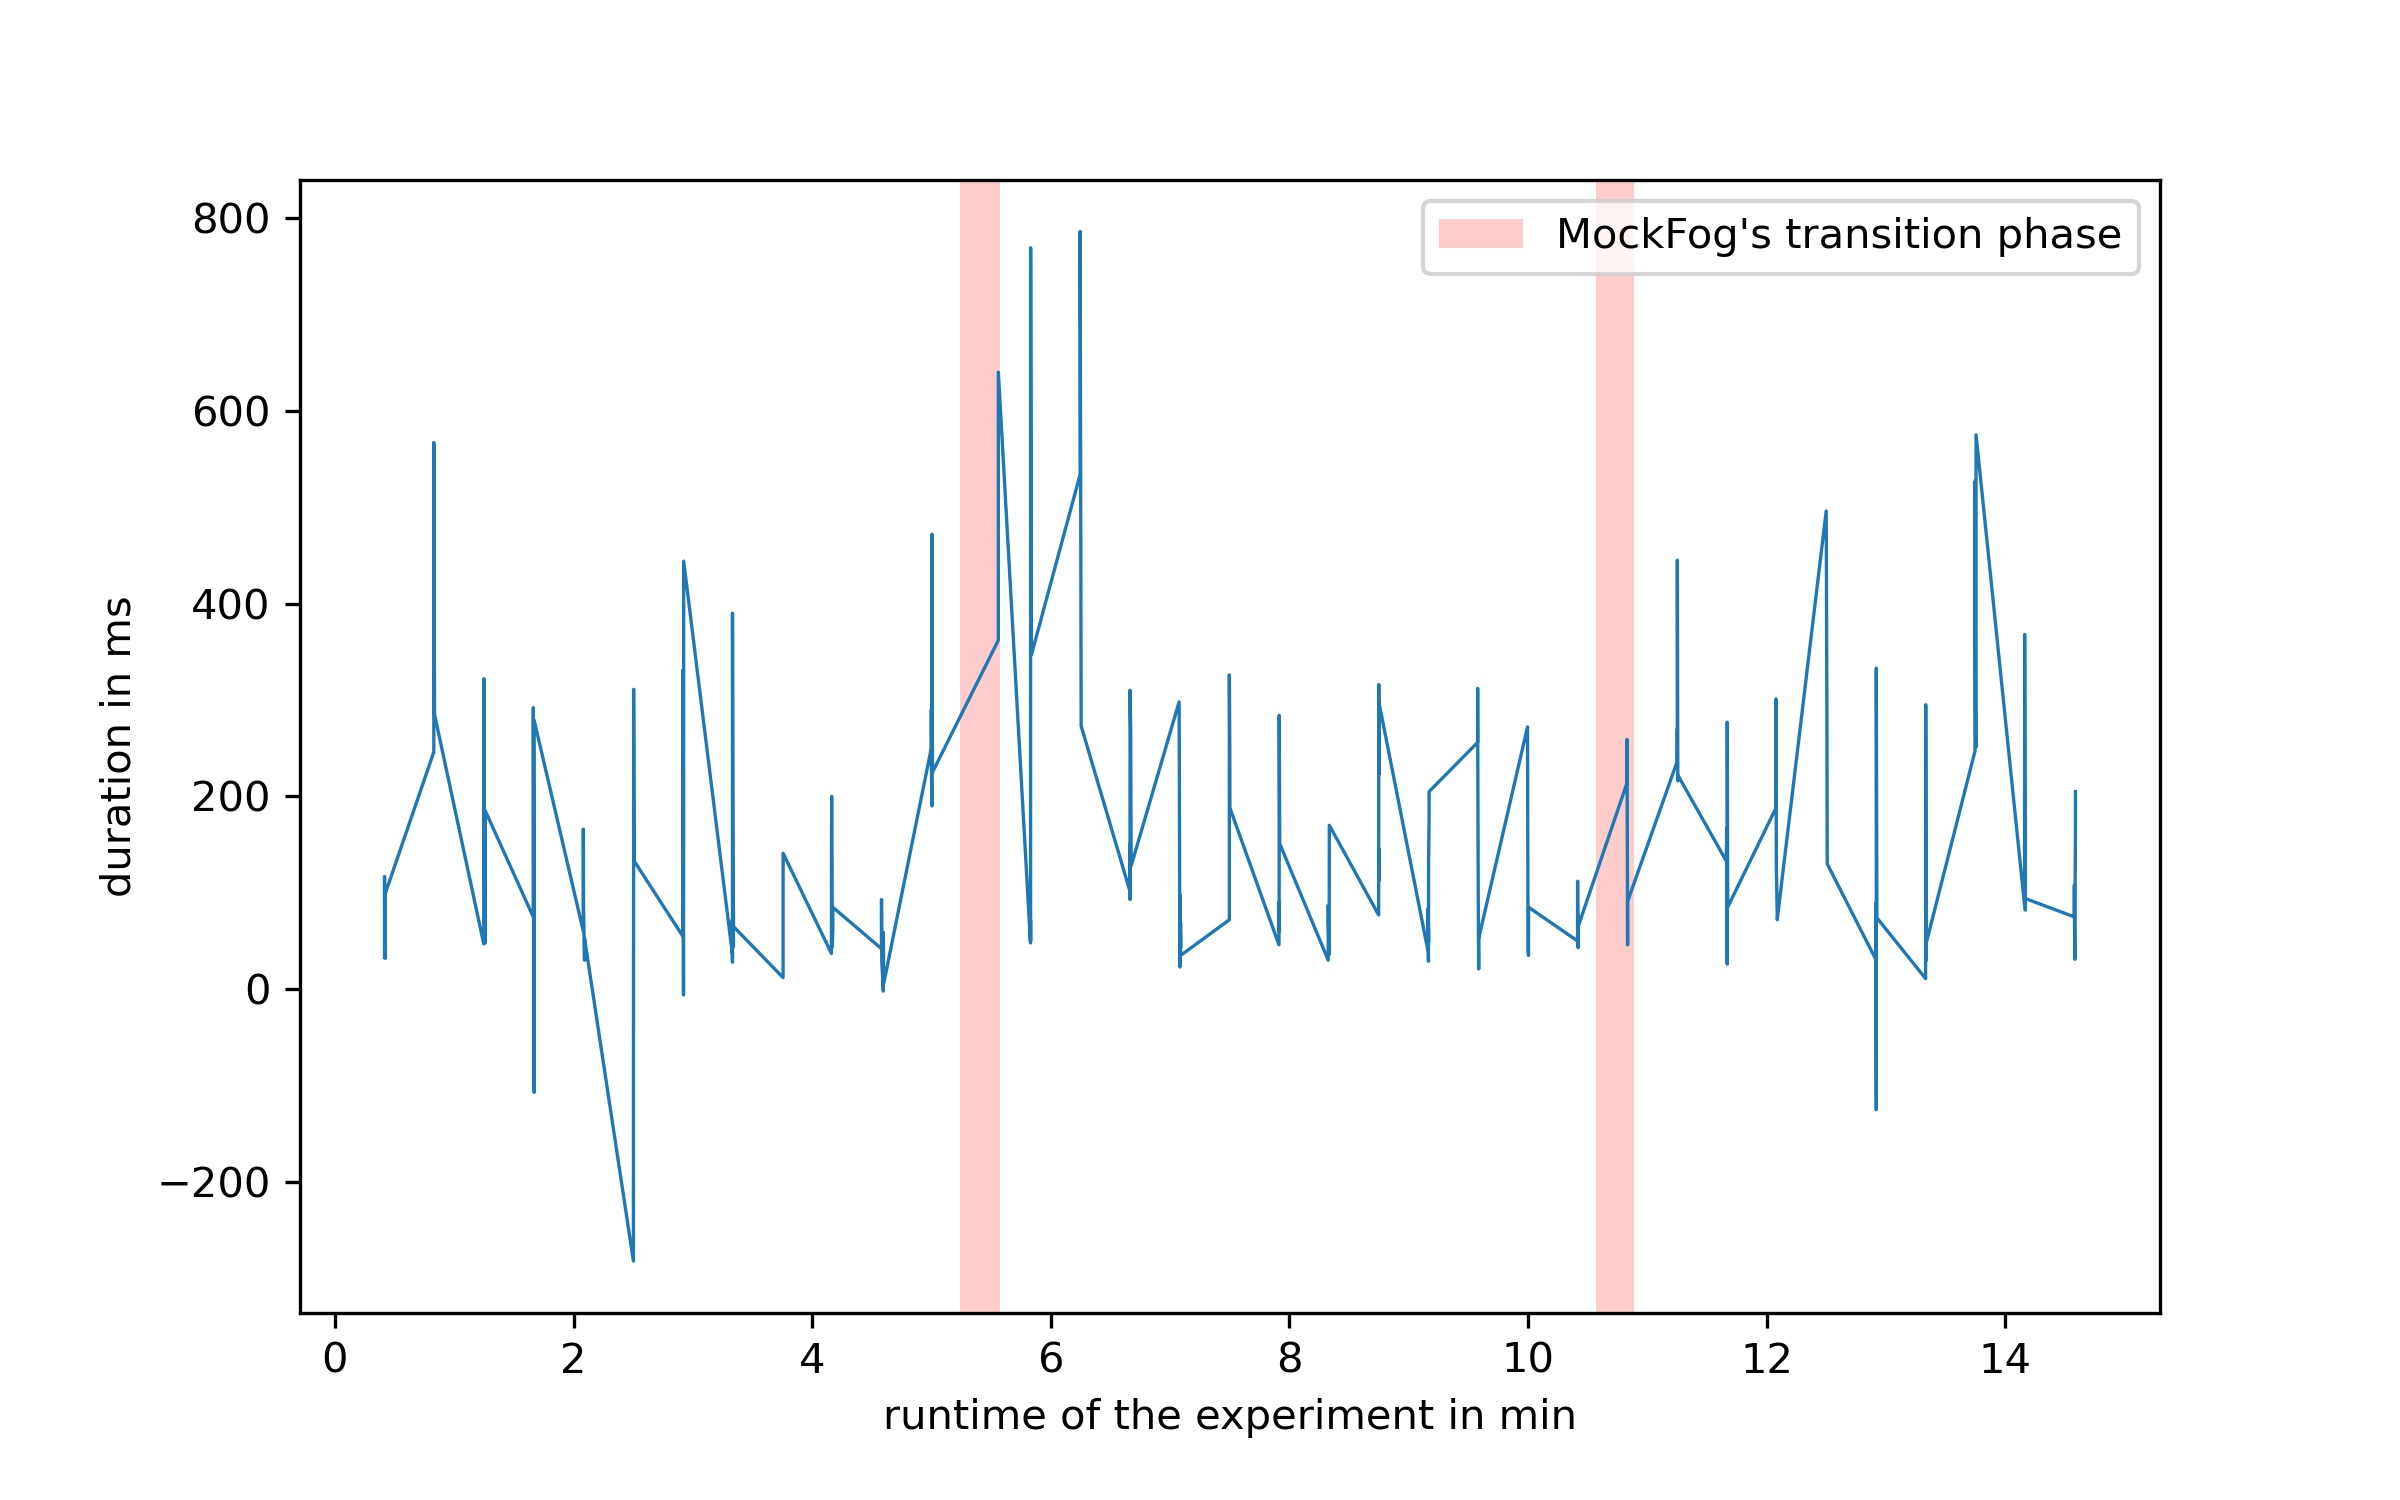 MockFog's transition phase
800
600
400
200
0
−200
duration in ms
0 2 4 6 8 10 12 14
runtime of the experiment in min